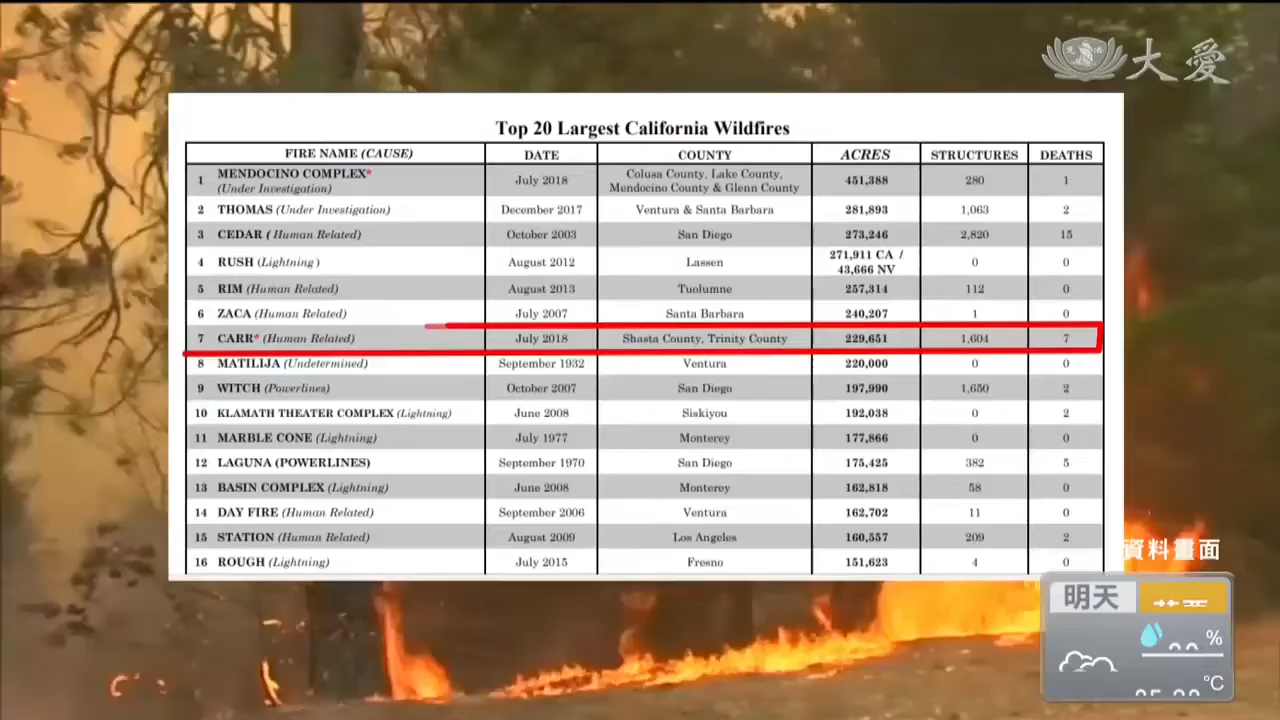 大愛
Top 20 Largest California Wildfires
FIRE NAME (CAUSE) DATE COUNTY ACRES STRUCTURES DEATHS
1 MENDOCINO COMPLEX* (Under Investigation) July 2018 Colusa County, Lake County, Mendocino County & Glenn County 451,388 280 1
2 THOMAS (Under Investigation) December 2017 Ventura & Santa Barbara 281,893 1,063 2
3 CEDAR ( Human Related) October 2003 San Diego 273,246 2,820 15
4 RUSH (Lightning ) August 2012 Lassen 271,911 CA / 43,666 NV 0 0
5 RIM (Human Related) August 2013 Tuolumne 257,314 112 0
6 ZACA (Human Related) July 2007 Santa Barbara 240,207 1 0
7 CARR* (Human Related) July 2018 Shasta County, Trinity County 229,651 1,604 7
8 MATILIJA (Undetermined) September 1932 Ventura 220,000 0 0
9 WITCH (Powerlines) October 2007 San Diego 197,990 1,650 2
10 KLAMATH THEATER COMPLEX (Lightning) June 2008 Siskiyou 192,038 0 2
11 MARBLE CONE (Lightning) July 1977 Monterey 177,866 0 0
12 LAGUNA (POWERLINES) September 1970 San Diego 175,425 382 5
13 BASIN COMPLEX (Lightning) June 2008 Monterey 162,818 58 0
14 DAY FIRE (Human Related) September 2006 Ventura 162,702 11 0
15 STATION (Human Related) August 2009 Los Angeles 160,557 209 2
16 ROUGH (Lightning) July 2015 Fresno 151,623 4 0
資料畫面
明天
%
°C